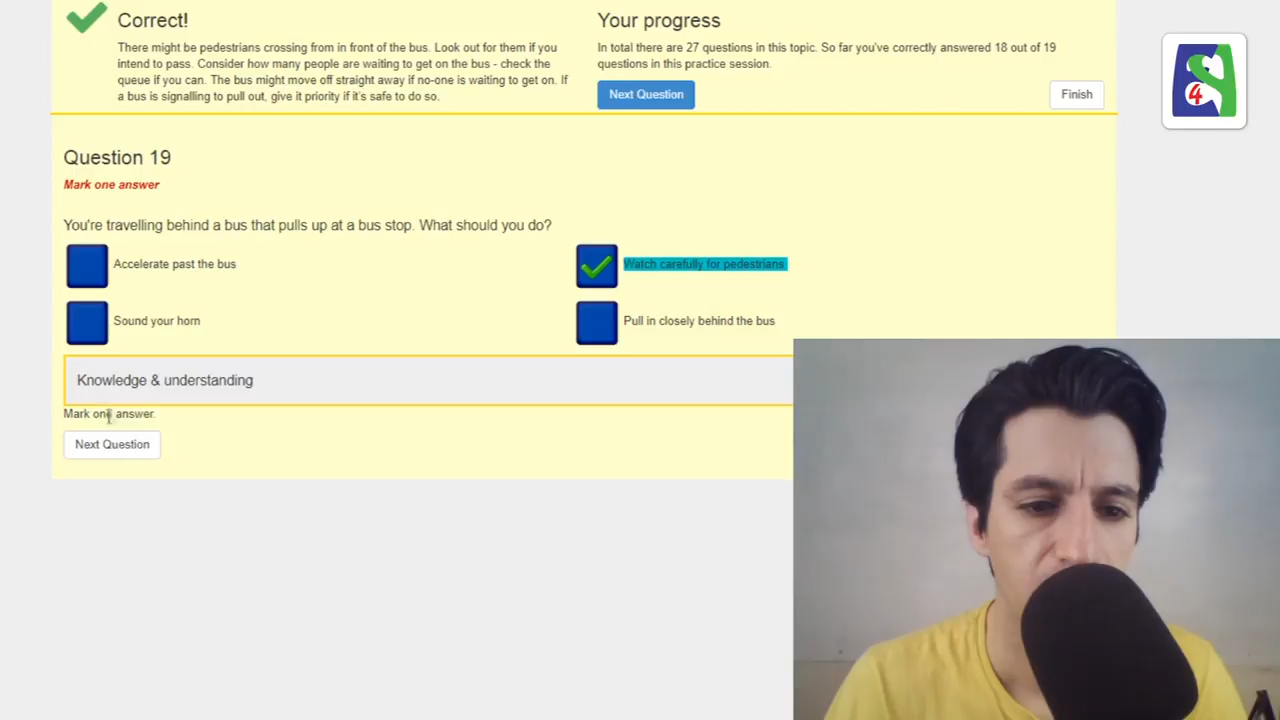 Correct!
There might be pedestrians crossing from in front of the bus. Look out for them if you
intend to pass. Consider how many people are waiting to get on the bus - check the
queue if you can. The bus might move off straight away if no-one is waiting to get on. If
a bus is signalling to pull out, give it priority if it's safe to do so.
Your progress
In total there are 27 questions in this topic. So far you've correctly answered 18 out of 19
questions in this practice session.
Next Question
Finish
4
Question 19
Mark one answer
You're travelling behind a bus that pulls up at a bus stop. What should you do?
Accelerate past the bus
Watch carefully for pedestrians
Sound your horn
Pull in closely behind the bus
Knowledge & understanding
Mark one answer.
Next Question